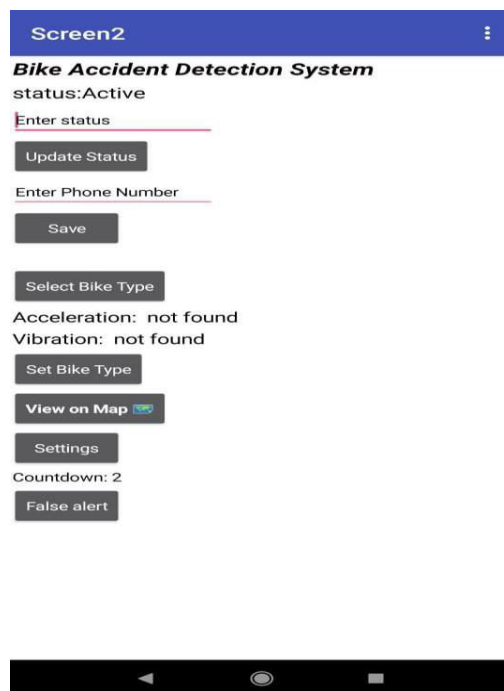 Screen2
Bike Accident Detection System
status:Active
Enter status
Update Status
Enter Phone Number
Save
Select Bike Type
Acceleration: not found
Vibration: not found
Set Bike Type
View on Map
Settings
Countdown: 2
False alert